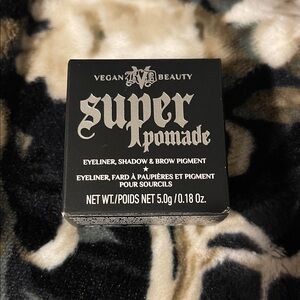 VEGAN KVD BEAUTY
super
pomade
EYELINER, SHADOW & BROW PIGMENT
EYELINER, FARD À PAUPIÈRES ET PIGMENT
POUR SOURCILS
NET WT./POIDS NET 5.0g/0.18 Oz.